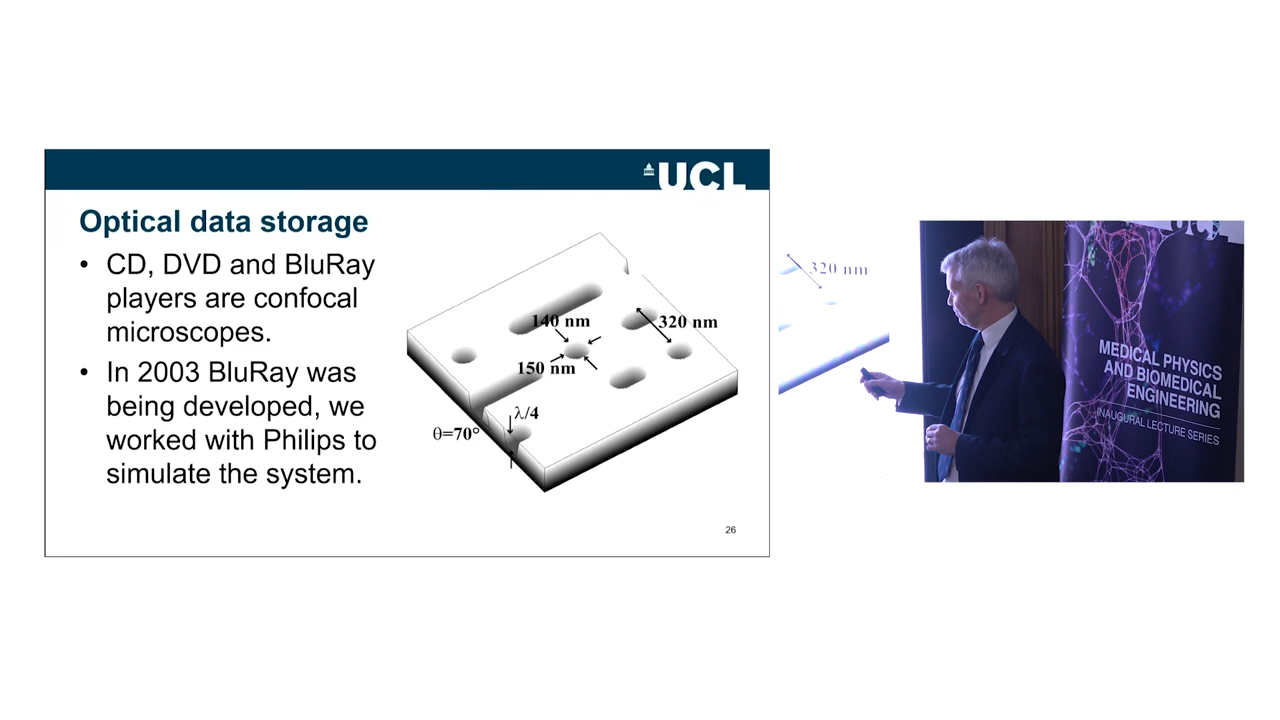 UCL
Optical data storage
• CD, DVD and BluRay
players are confocal
microscopes.
• In 2003 BluRay was
being developed, we
worked with Philips to
simulate the system.
140 nm
320 nm
150 nm
λ/4
θ=70°
26
320 nm
UCL
MEDICAL PHYSICS
AND BIOMEDICAL
ENGINEERING
INAUGURAL LECTURE SERIES